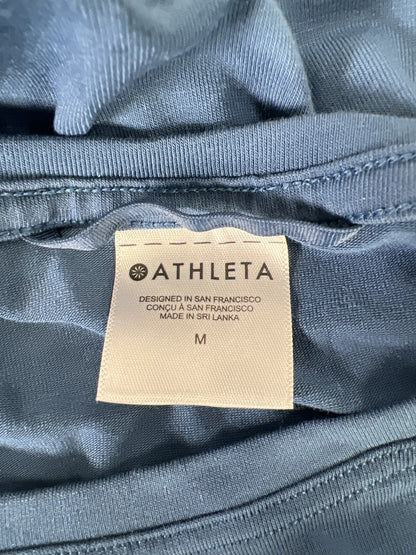 ATHLETA
DESIGNED IN SAN FRANCISCO
CONÇU À SAN FRANCISCO
MADE IN SRI LANKA
M